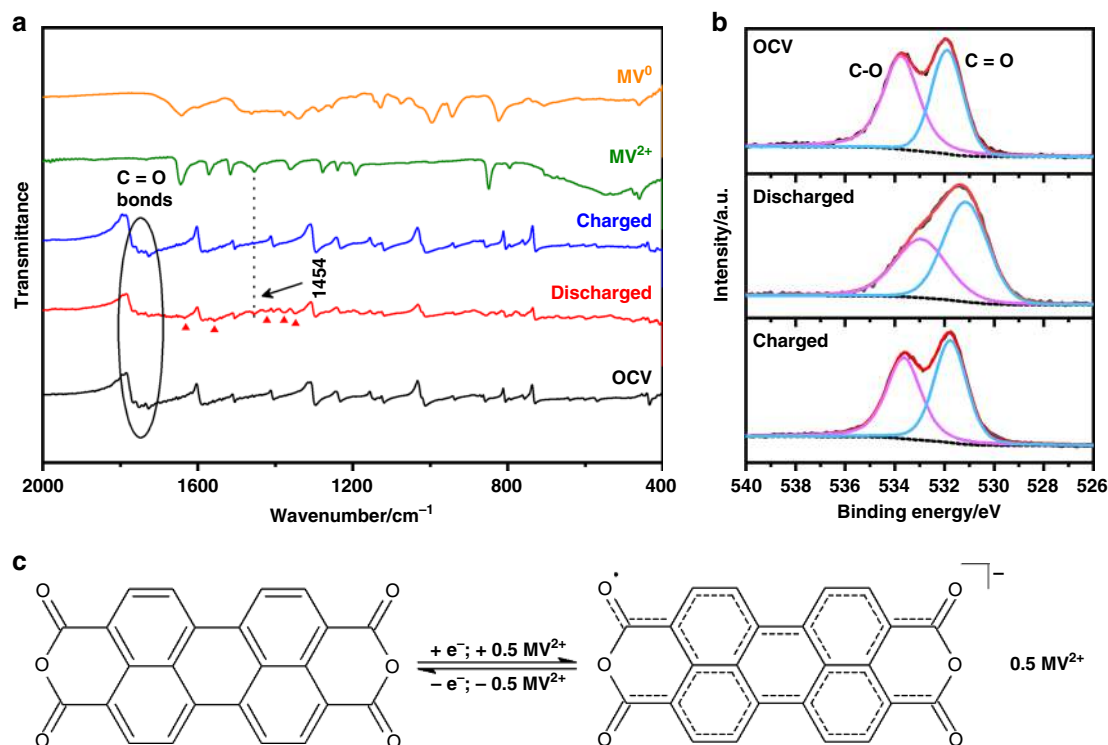 a
MV⁰
MV²⁺
C = O
bonds
Charged
1454
Discharged
OCV
Transmittance
2000 1600 1200 800 400
Wavenumber/cm⁻¹
b
OCV
C-O
C = O
Discharged
Charged
Intensity/a.u.
540 538 536 534 532 530 528 526
Binding energy/eV
c
O O
O O
O O
+ e⁻; + 0.5 MV²⁺
− e⁻; − 0.5 MV²⁺
O· O −
O O
O O
0.5 MV²⁺